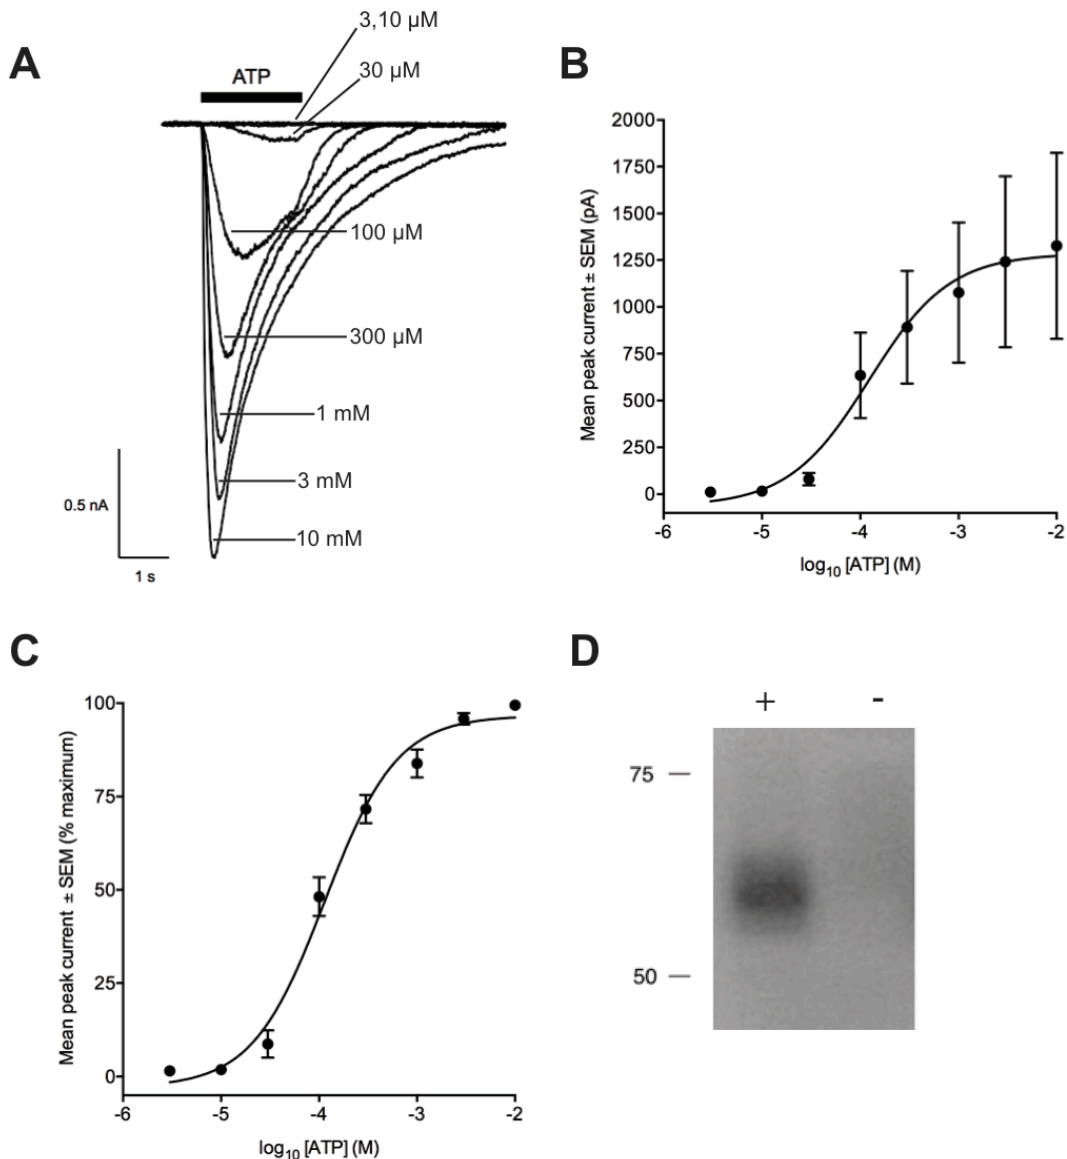 A
ATP
3,10 µM
30 µM
100 µM
300 µM
1 mM
3 mM
10 mM
0.5 nA
1 s
B
Mean peak current ± SEM (pA)
2000
1750
1500
1250
1000
750
500
250
0
-6
-5
-4
-3
-2
log10 [ATP] (M)
C
Mean peak current ± SEM (% maximum)
100
75
50
25
0
-6
-5
-4
-3
-2
log10 [ATP] (M)
D
+ -
75
50